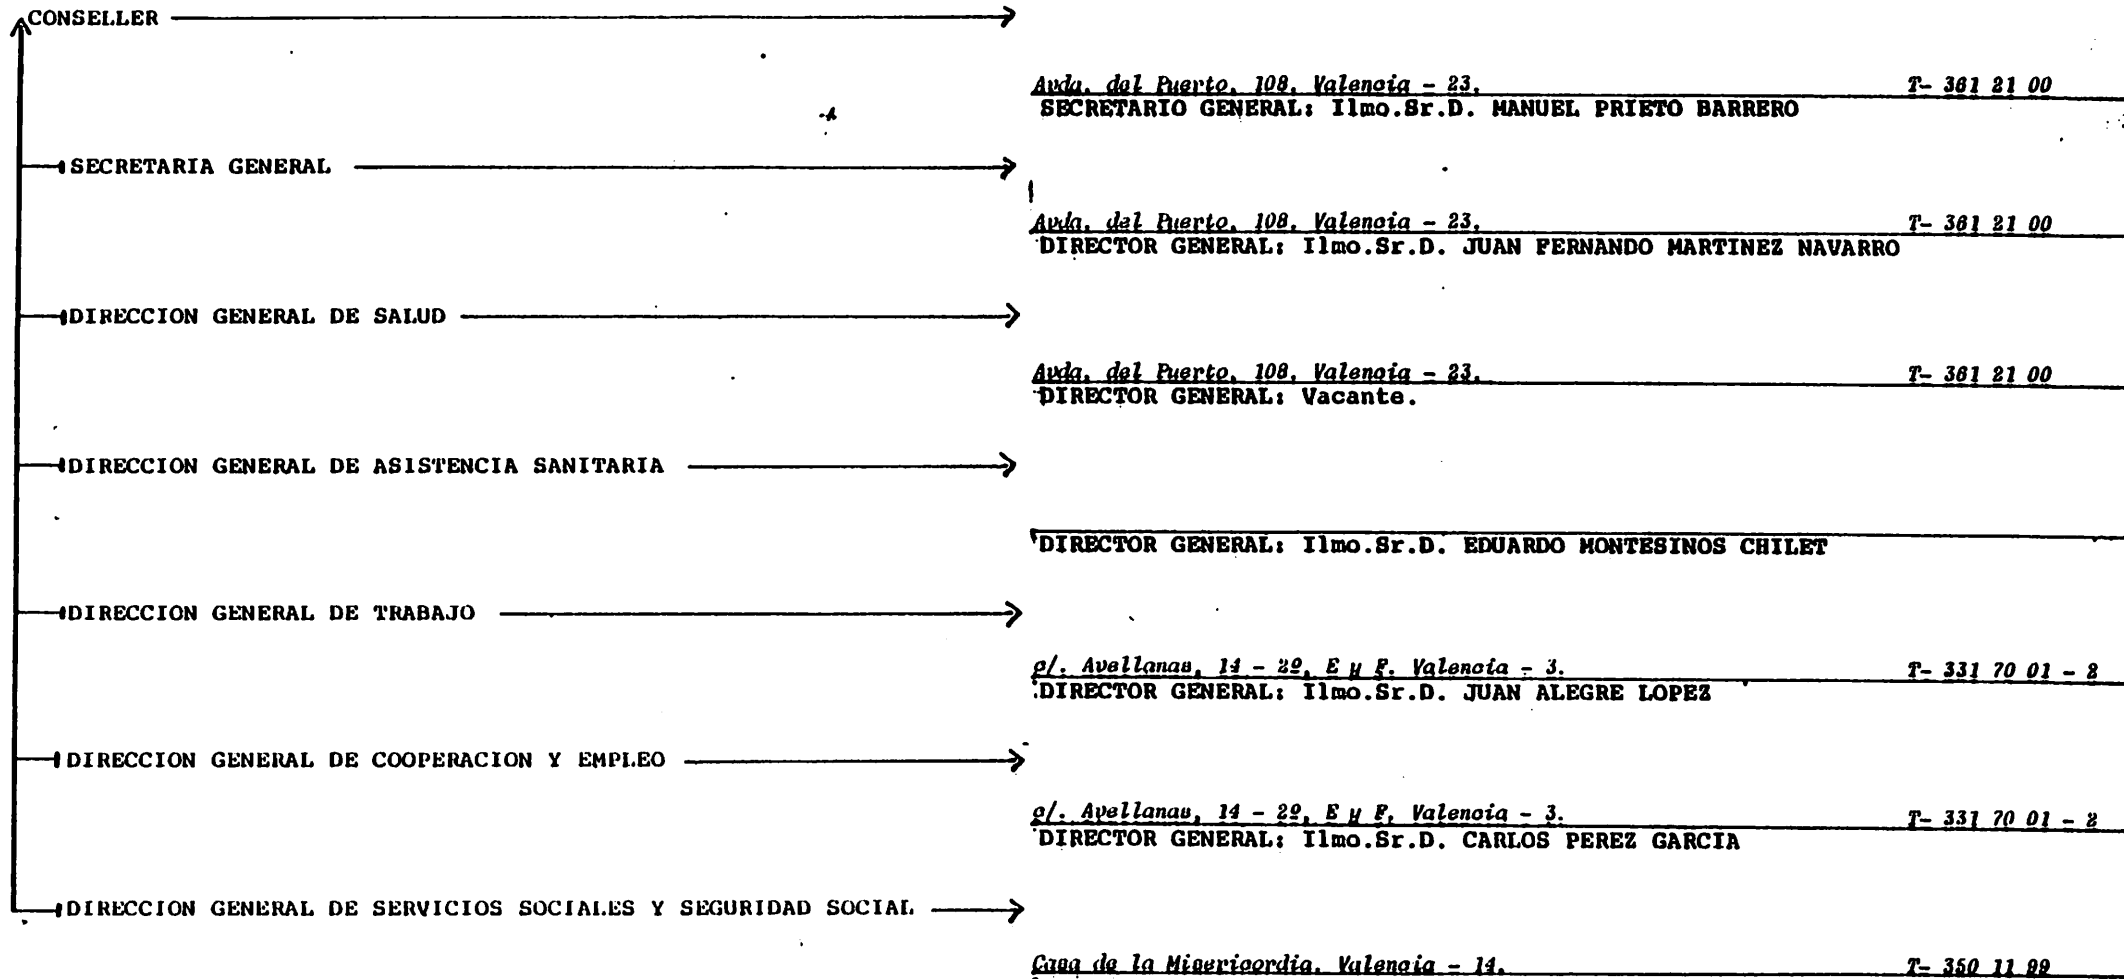 CONSELLER
Avda. del Puerto, 108, Valencia - 23. T- 361 21 00
SECRETARIO GENERAL: Ilmo.Sr.D. MANUEL PRIETO BARRERO
SECRETARIA GENERAL
Avda. del Puerto, 108, Valencia - 23. T- 361 21 00
DIRECTOR GENERAL: Ilmo.Sr.D. JUAN FERNANDO MARTINEZ NAVARRO
DIRECCION GENERAL DE SALUD
Avda. del Puerto, 108, Valencia - 23. T- 361 21 00
DIRECTOR GENERAL: Vacante.
DIRECCION GENERAL DE ASISTENCIA SANITARIA
DIRECTOR GENERAL: Ilmo.Sr.D. EDUARDO MONTESINOS CHILET
DIRECCION GENERAL DE TRABAJO
c/. Avellanas, 14 - 2º, E y F. Valencia - 3. T- 331 70 01 - 2
DIRECTOR GENERAL: Ilmo.Sr.D. JUAN ALEGRE LOPEZ
DIRECCION GENERAL DE COOPERACION Y EMPLEO
c/. Avellanas, 14 - 2º, E y F, Valencia - 3. T- 331 70 01 - 2
DIRECTOR GENERAL: Ilmo.Sr.D. CARLOS PEREZ GARCIA
DIRECCION GENERAL DE SERVICIOS SOCIALES Y SEGURIDAD SOCIAL
Casa de la Misericordia. Valencia - 14. T- 350 11 99